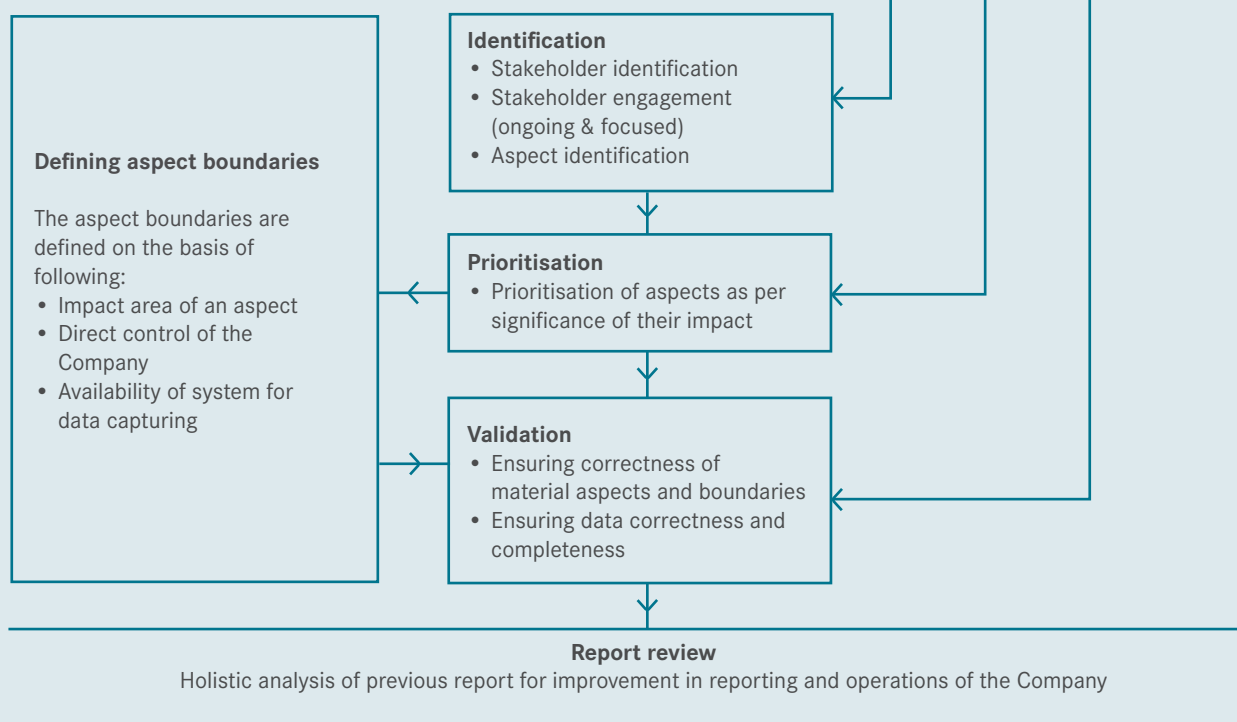 Defining aspect boundaries
The aspect boundaries are
defined on the basis of
following:
• Impact area of an aspect
• Direct control of the
Company
• Availability of system for
data capturing
Identification
• Stakeholder identification
• Stakeholder engagement
(ongoing & focused)
• Aspect identification
Prioritisation
• Prioritisation of aspects as per
significance of their impact
Validation
• Ensuring correctness of
material aspects and boundaries
• Ensuring data correctness and
completeness
Report review
Holistic analysis of previous report for improvement in reporting and operations of the Company